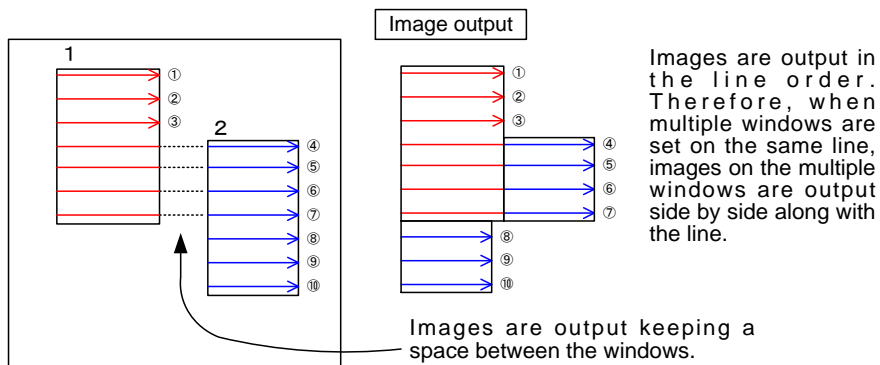 Image output
1
①
②
③
2
④
⑤
⑥
⑦
⑧
⑨
⑩
①
②
③
④
⑤
⑥
⑦
⑧
⑨
⑩
Images are output in
the line order.
Therefore, when
multiple windows are
set on the same line,
images on the multiple
windows are output
side by side along with
the line.
Images are output keeping a
space between the windows.